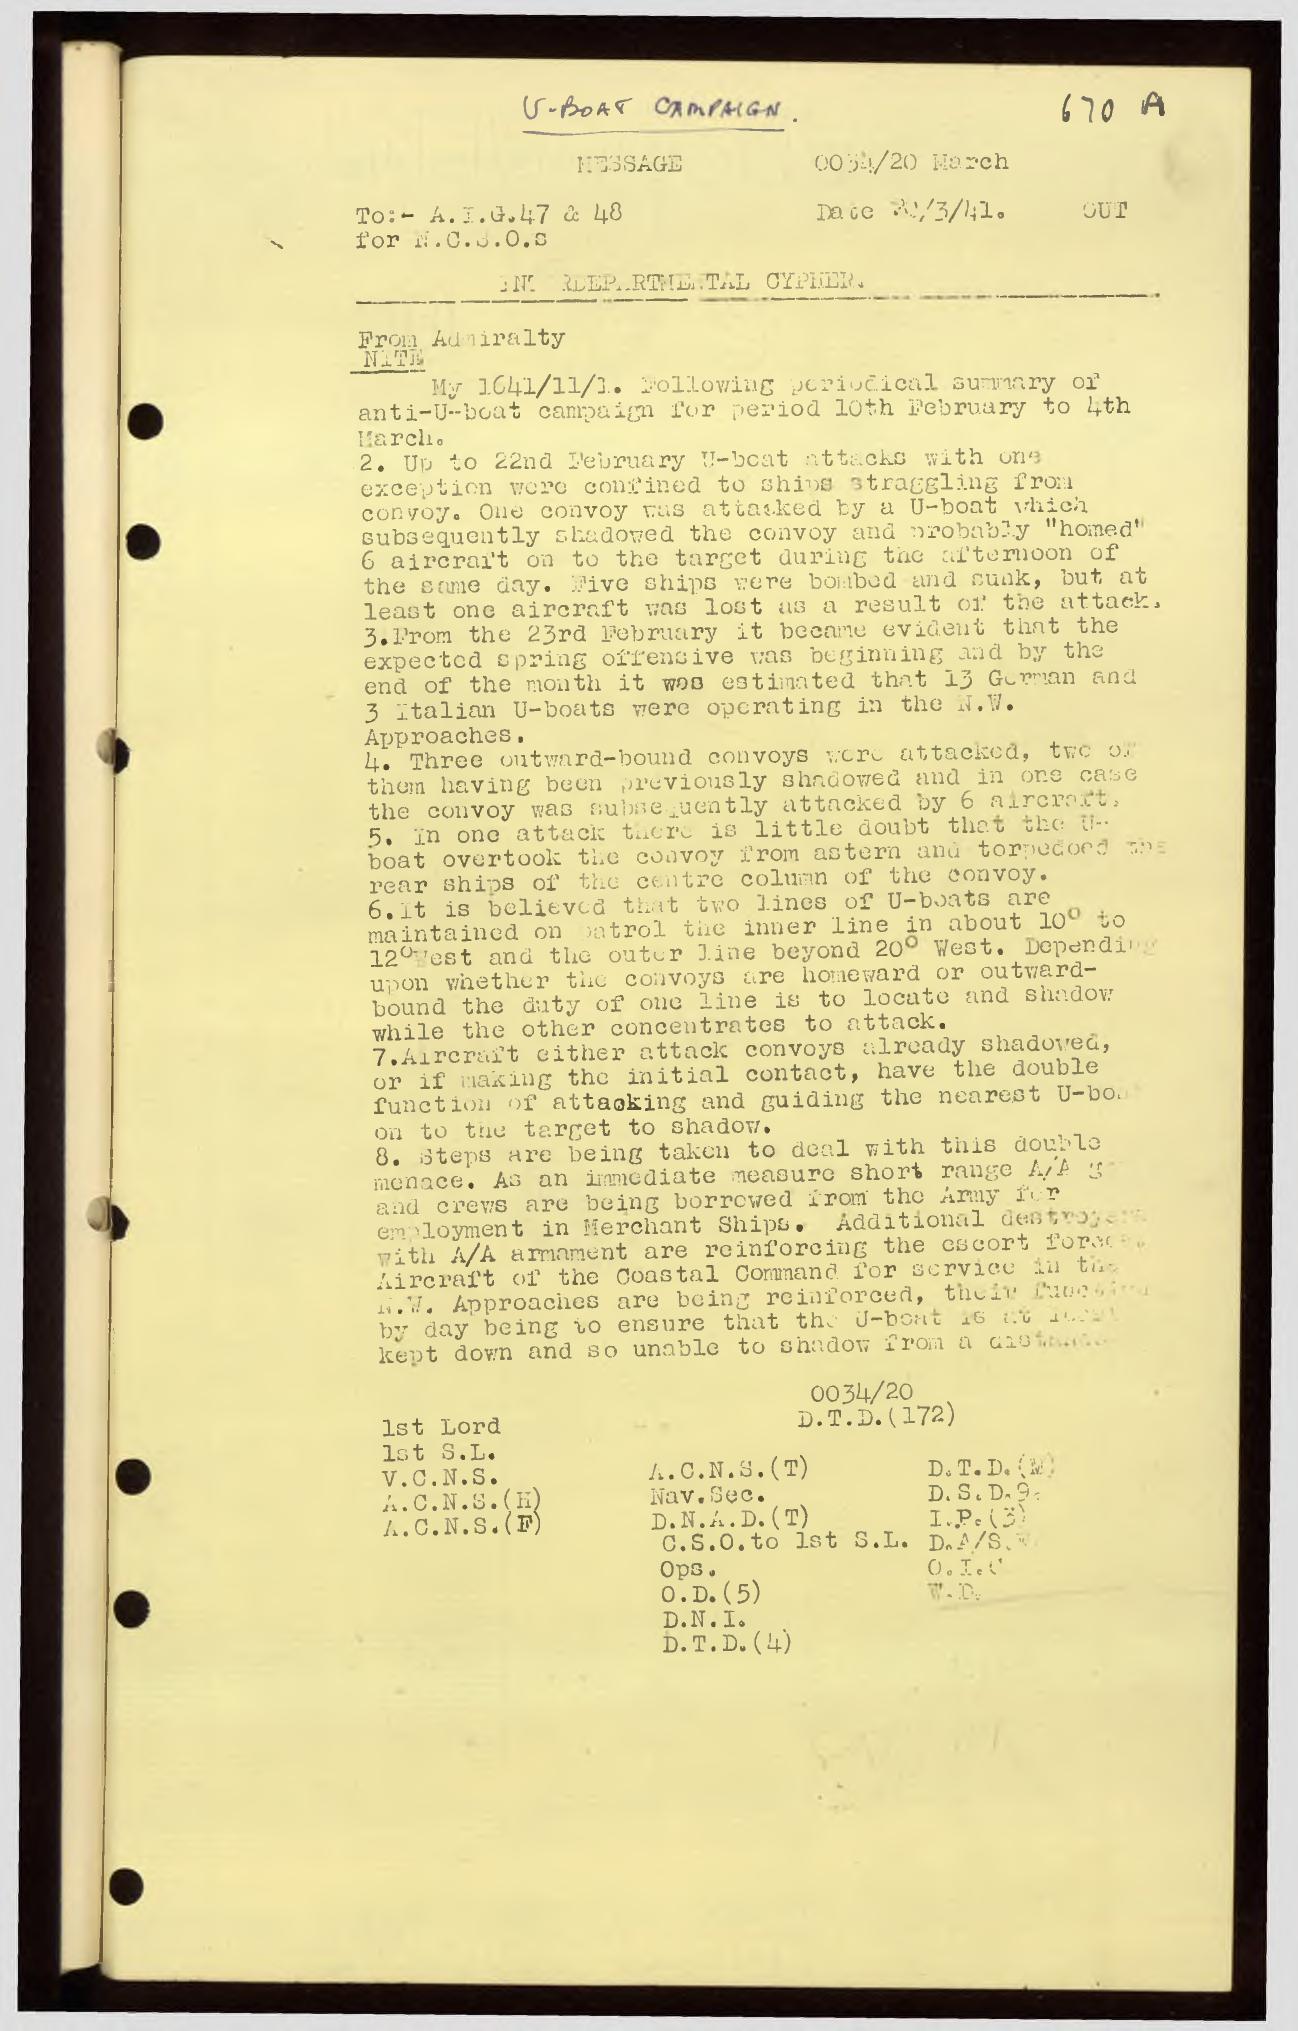 U-BOAT CAMPAIGN.
670 A
MESSAGE 0034/20 March
To:- A.I.G.47 & 48 Date /3/41. OUT
for N.C.S.O.s
INTERDEPARTMENTAL CYPHER.
From Admiralty
NITE
My 1641/11/1. Following periodical summary of
anti-U-boat campaign for period 10th February to 4th
March.
2. Up to 22nd February U-boat attacks with one
exception were confined to ships straggling from
convoy. One convoy was attacked by a U-boat which
subsequently shadowed the convoy and probably "homed"
6 aircraft on to the target during the afternoon of
the same day. Five ships were bombed and sunk, but at
least one aircraft was lost as a result of the attack.
3.From the 23rd February it became evident that the
expected spring offensive was beginning and by the
end of the month it was estimated that 13 German and
3 Italian U-boats were operating in the N.W.
Approaches.
4. Three outward-bound convoys were attacked, two of
them having been previously shadowed and in one case
the convoy was subsequently attacked by 6 aircraft.
5. In one attack there is little doubt that the U-
boat overtook the convoy from astern and torpedoed the
rear ships of the centre column of the convoy.
6.It is believed that two lines of U-boats are
maintained on patrol the inner line in about 10° to
12°West and the outer line beyond 20° West. Depending
upon whether the convoys are homeward or outward-
bound the duty of one line is to locate and shadow
while the other concentrates to attack.
7.Aircraft either attack convoys already shadowed,
or if making the initial contact, have the double
function of attacking and guiding the nearest U-boat
on to the target to shadow.
8. Steps are being taken to deal with this double
menace. As an immediate measure short range A/A
and crews are being borrowed from the Army for
employment in Merchant Ships. Additional destroyers
with A/A armament are reinforcing the escort forces.
Aircraft of the Coastal Command for service in the
N.W. Approaches are being reinforced, their function
by day being to ensure that the U-boat is at least
kept down and so unable to shadow from a distance.
0034/20
D.T.D.(172)
1st Lord
1st S.L.
V.C.N.S.
A.C.N.S.(H)
A.C.N.S.(F)
A.C.N.S.(T)
Nav.Sec.
D.N.A.D.(T)
C.S.O.to 1st S.L.
Ops.
O.D.(5)
D.N.I.
D.T.D.(4)
D.T.D.(M)
D.S.D.9.
I.P.(3)
D.A/S.W.
O.I.C
W.D.